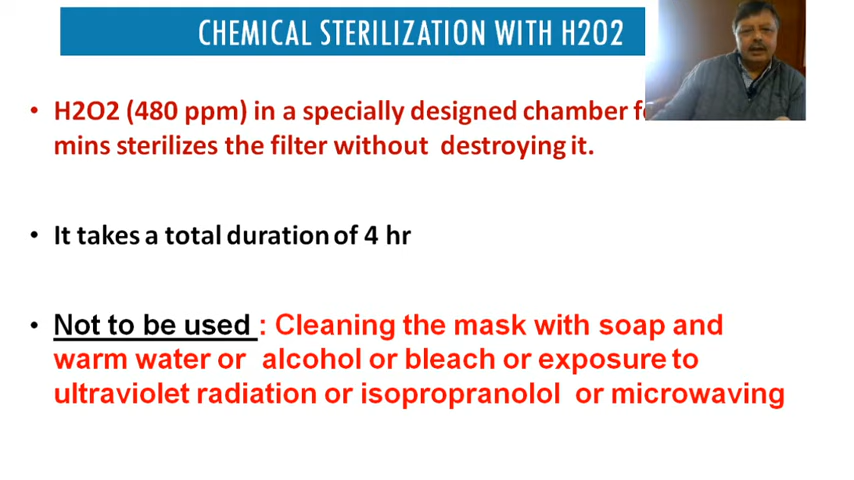 CHEMICAL STERILIZATION WITH H2O2
• H2O2 (480 ppm) in a specially designed chamber
mins sterilizes the filter without destroying it.
• It takes a total duration of 4 hr
• Not to be used : Cleaning the mask with soap and
warm water or alcohol or bleach or exposure to
ultraviolet radiation or isopropranolol or microwaving